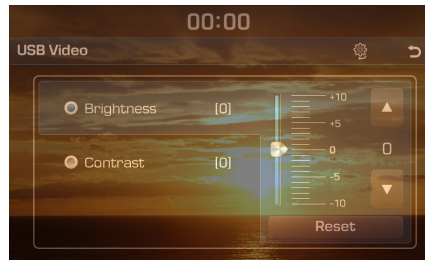 00:00
USB Video
Brightness [0]
Contrast [0]
+10
+5
0
-5
-10
0
Reset